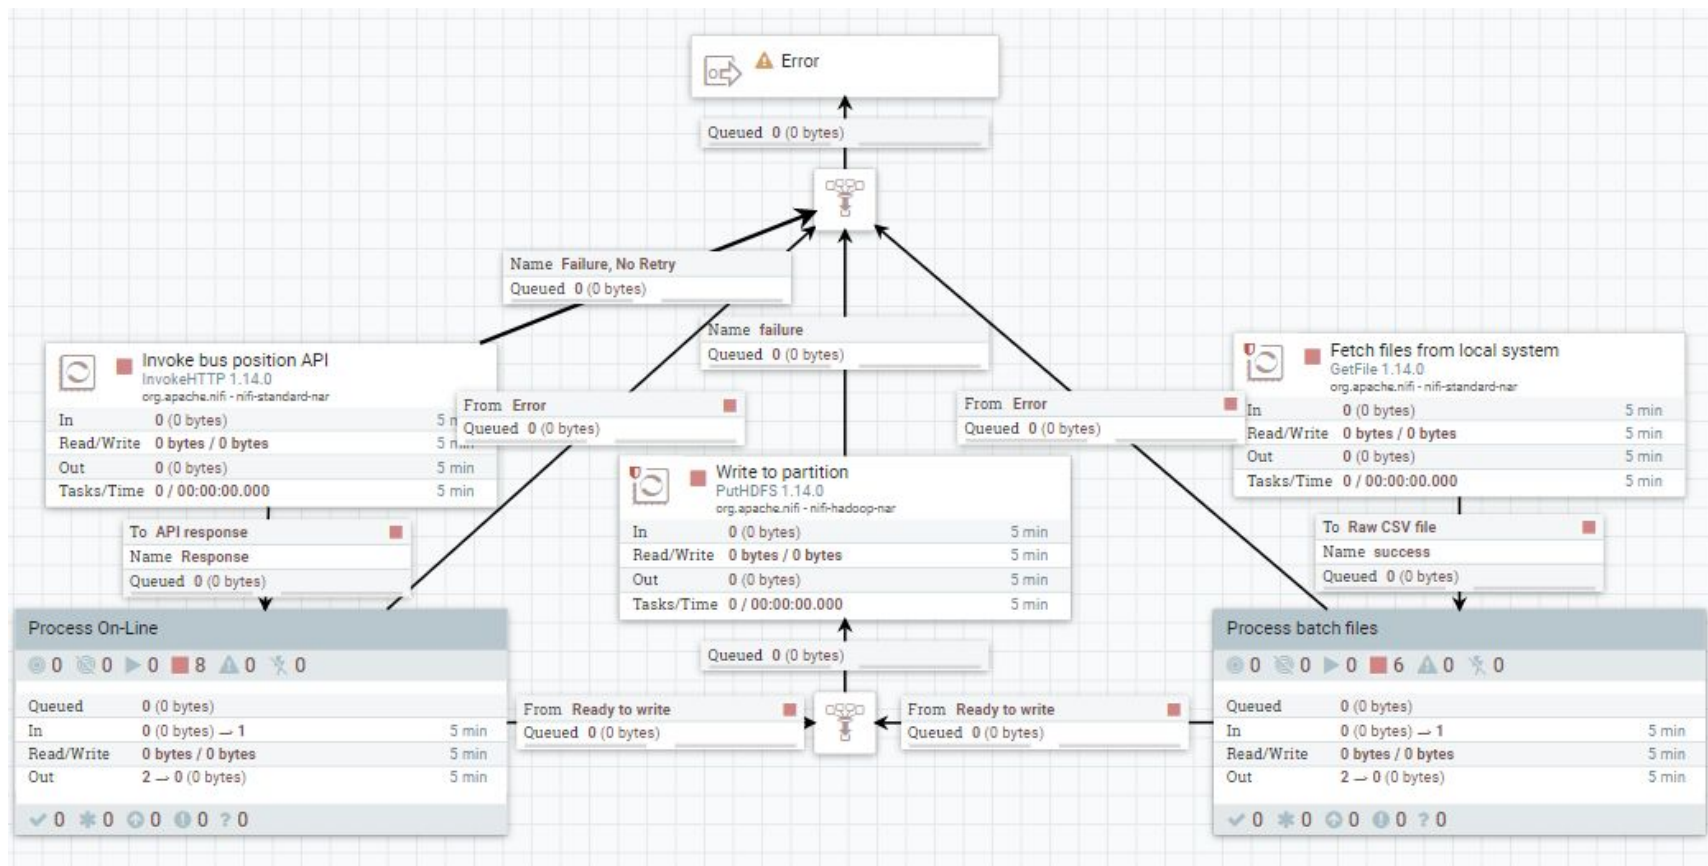 Error
Queued 0 (0 bytes)
Name Failure, No Retry
Queued 0 (0 bytes)
Name failure
Queued 0 (0 bytes)
Invoke bus position API
InvokeHTTP 1.14.0
org.apache.nifi - nifi-standard-nar
In 0 (0 bytes) 5 m
Read/Write 0 bytes / 0 bytes 5 m
Out 0 (0 bytes) 5 min
Tasks/Time 0 / 00:00:00.000 5 min
From Error
Queued 0 (0 bytes)
From Error
Queued 0 (0 bytes)
Fetch files from local system
GetFile 1.14.0
org.apache.nifi - nifi-standard-nar
In 0 (0 bytes) 5 min
Read/Write 0 bytes / 0 bytes 5 min
Out 0 (0 bytes) 5 min
Tasks/Time 0 / 00:00:00.000 5 min
Write to partition
PutHDFS 1.14.0
org.apache.nifi - nifi-hadoop-nar
In 0 (0 bytes) 5 min
Read/Write 0 bytes / 0 bytes 5 min
Out 0 (0 bytes) 5 min
Tasks/Time 0 / 00:00:00.000 5 min
To API response
Name Response
Queued 0 (0 bytes)
To Raw CSV file
Name success
Queued 0 (0 bytes)
Process On-Line
0 0 0 8 0 0
Queued 0 (0 bytes)
In 0 (0 bytes) → 1 5 min
Read/Write 0 bytes / 0 bytes 5 min
Out 2 → 0 (0 bytes) 5 min
0 0 0 0 ? 0
Queued 0 (0 bytes)
From Ready to write
Queued 0 (0 bytes)
From Ready to write
Queued 0 (0 bytes)
Process batch files
0 0 0 6 0 0
Queued 0 (0 bytes)
In 0 (0 bytes) → 1 5 min
Read/Write 0 bytes / 0 bytes 5 min
Out 2 → 0 (0 bytes) 5 min
0 0 0 0 ? 0